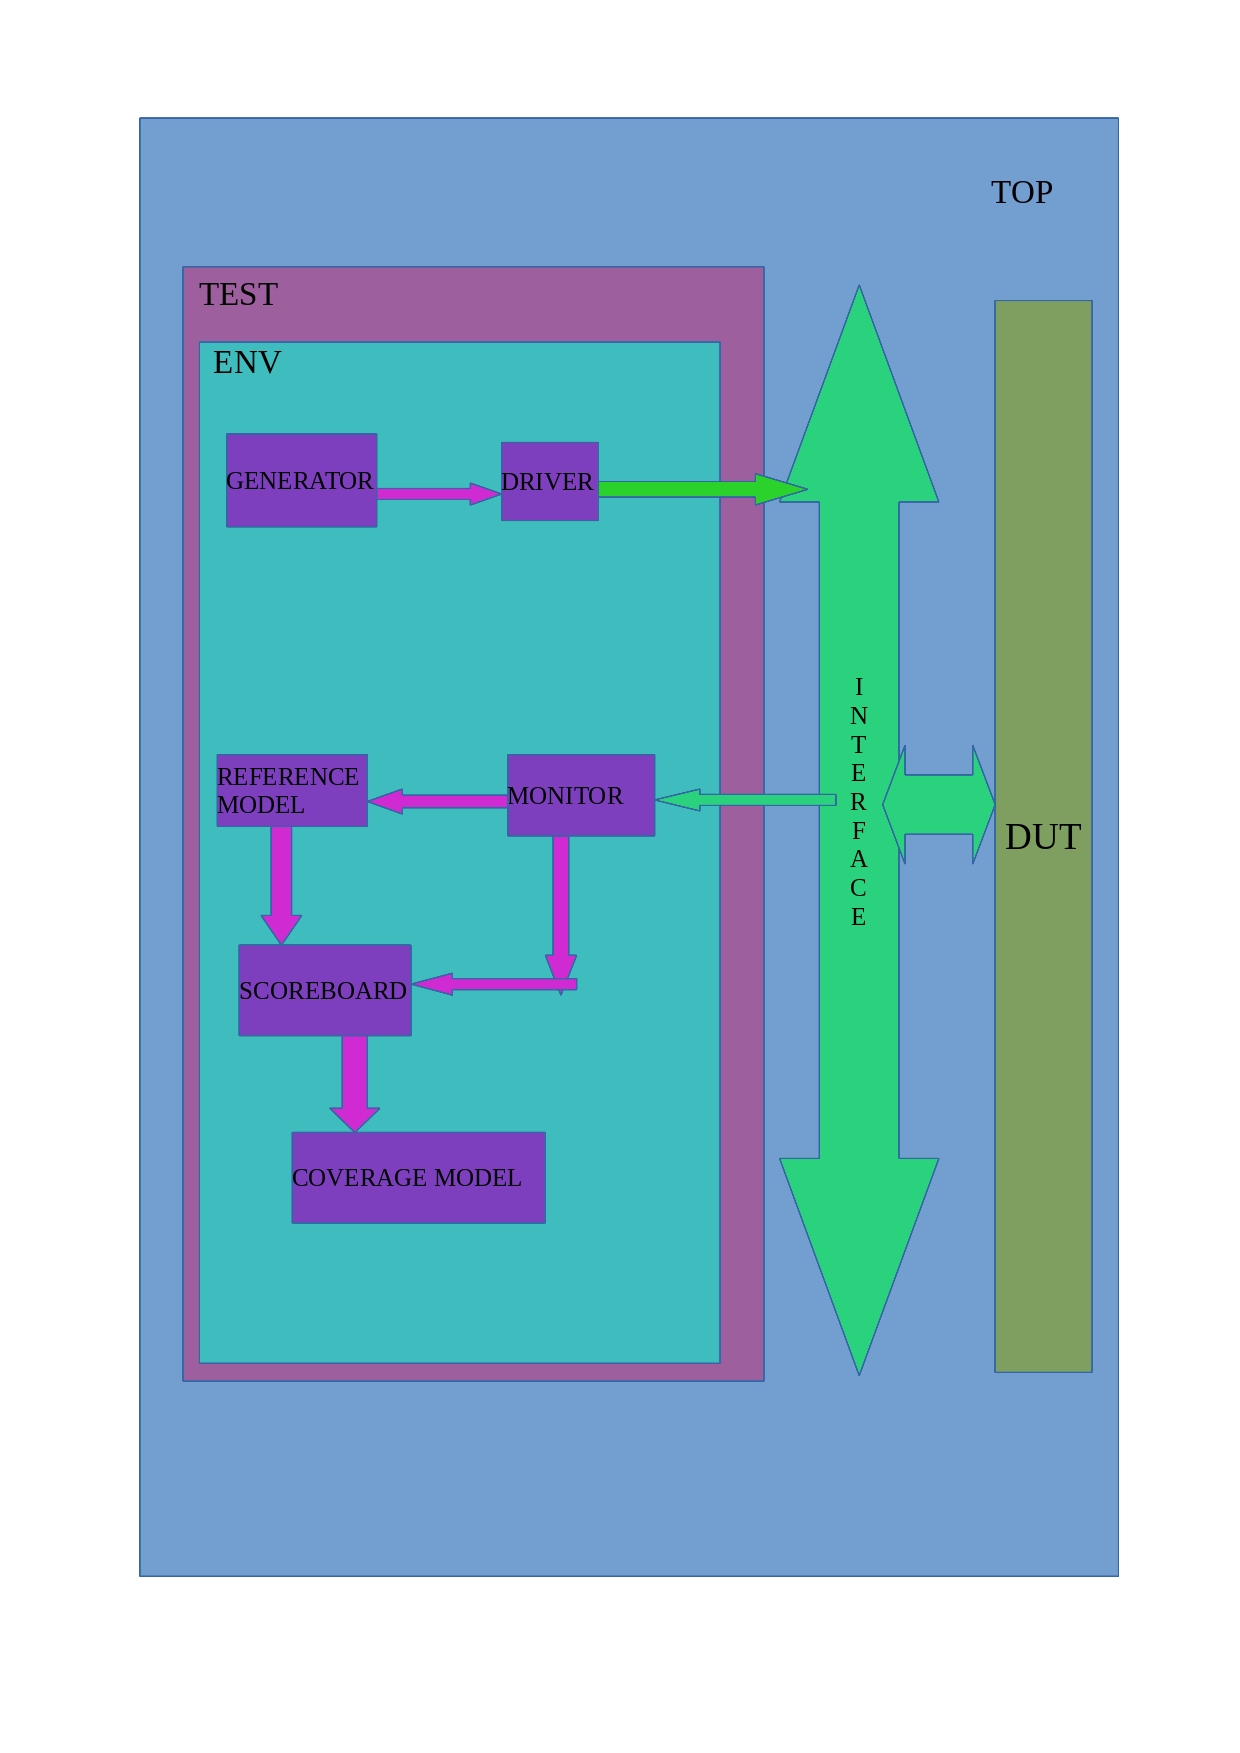 TOP
TEST
ENV
GENERATOR
DRIVER
I
N
T
E
R
F
A
C
E
REFERENCE
MODEL
MONITOR
DUT
SCOREBOARD
COVERAGE MODEL